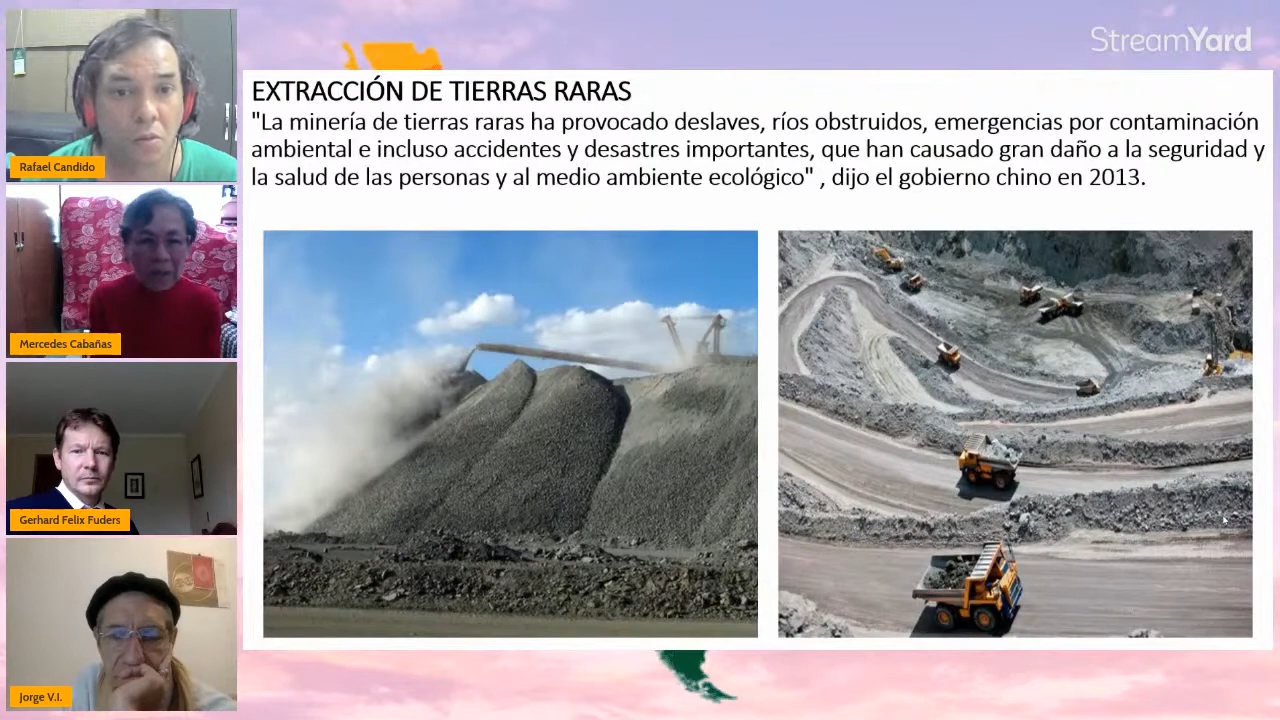 StreamYard
EXTRACCIÓN DE TIERRAS RARAS
"La minería de tierras raras ha provocado deslaves, ríos obstruidos, emergencias por contaminación
ambiental e incluso accidentes y desastres importantes, que han causado gran daño a la seguridad y
la salud de las personas y al medio ambiente ecológico" , dijo el gobierno chino en 2013.
Rafael Candido
Mercedes Cabañas
Gerhard Felix Fuders
Jorge V.I.